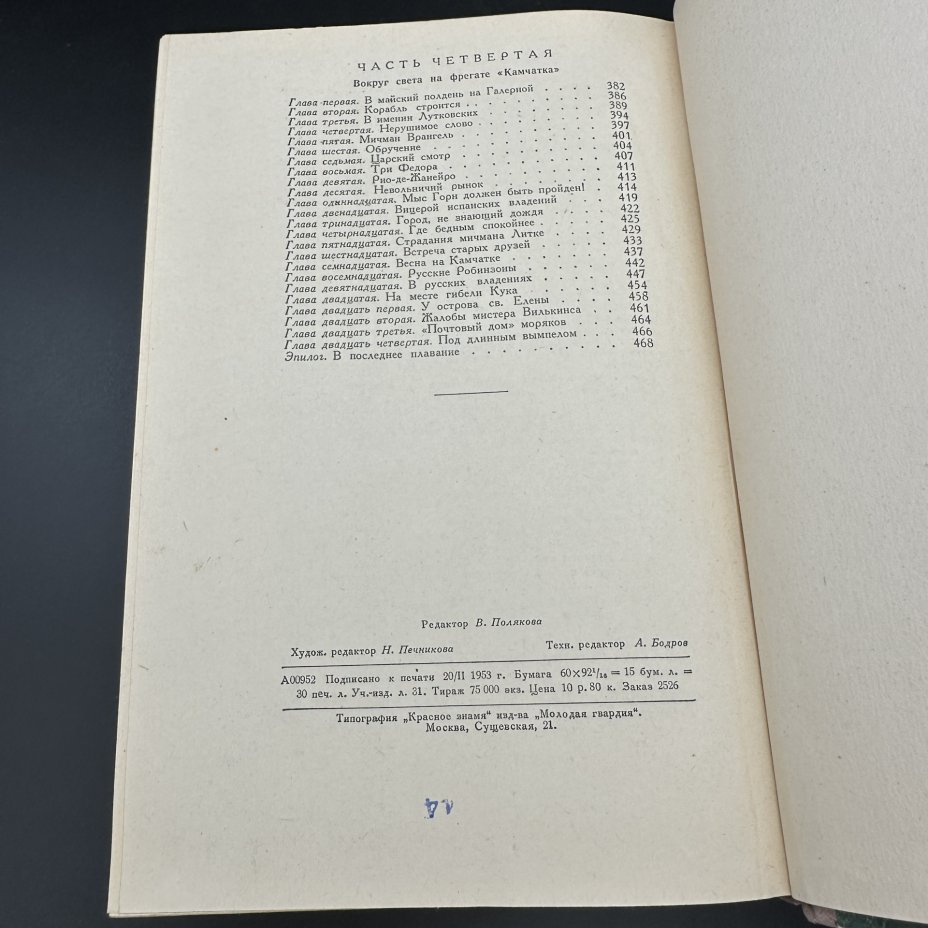 ЧАСТЬ ЧЕТВЕРТАЯ
Вокруг света на фрегате «Камчатка»
Глава первая. В майский полдень на Галерной . . . . 382
Глава вторая. Корабль строится . . . . . . . . 386
Глава третья. В имении Лутковских . . . . . . . 389
Глава четвертая. Нерушимое слово . . . . . . . 394
Глава пятая. Мичман Врангель . . . . . . . . 397
Глава шестая. Обручение . . . . . . . . . . 401
Глава седьмая. Царский смотр . . . . . . . . 404
Глава восьмая. Три Федора . . . . . . . . . 407
Глава девятая. Рио-де-Жанейро . . . . . . . . 411
Глава десятая. Невольничий рынок . . . . . . . 413
Глава одиннадцатая. Мыс Горн должен быть пройден! . 414
Глава двенадцатая. Вицерой испанских владений . . . 419
Глава тринадцатая. Город, не знающий дождя . . . . 422
Глава четырнадцатая. Где бедным спокойнее . . . . . 425
Глава пятнадцатая. Страдания мичмана Литке . . . . 429
Глава шестнадцатая. Встреча старых друзей . . . . . 433
Глава семнадцатая. Весна на Камчатке . . . . . . 437
Глава восемнадцатая. Русские Робинзоны . . . . . 442
Глава девятнадцатая. В русских владениях . . . . . 447
Глава двадцатая. На месте гибели Кука . . . . . . 454
Глава двадцать первая. У острова св. Елены . . . . 458
Глава двадцать вторая. Жалобы мистера Вилькинса . . 461
Глава двадцать третья. «Почтовый дом» моряков . . . 464
Глава двадцать четвертая. Под длинным вымпелом . . . 466
Эпилог. В последнее плавание . . . . . . . . 468
Редактор В. Полякова
Худож. редактор Н. Печникова Техн. редактор А. Бодров
А00952 Подписано к печати 20/II 1953 г. Бумага 60×92¹/₁₆ = 15 бум. л. =
30 печ. л. Уч.-изд. л. 31. Тираж 75 000 экз. Цена 10 р. 80 к. Заказ 2526
Типография „Красное знамя“ изд-ва „Молодая гвардия“.
Москва, Сущевская, 21.